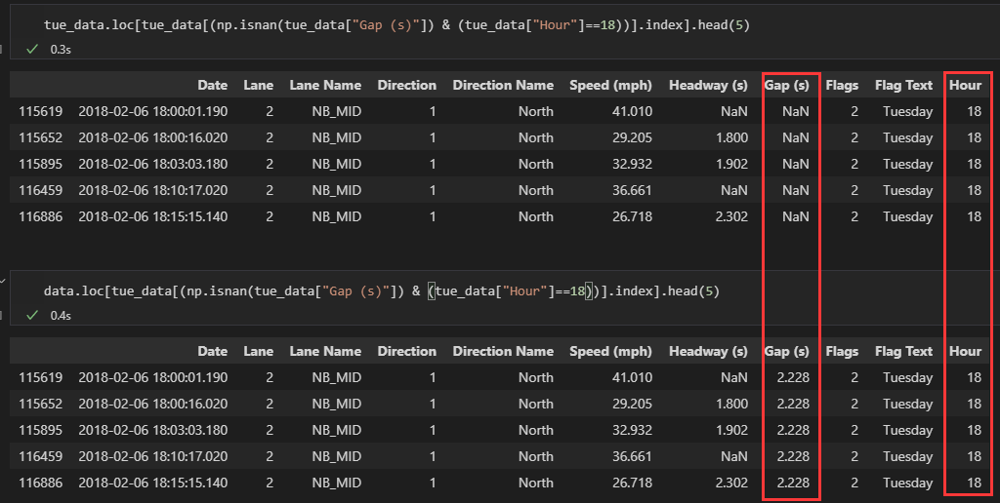 tue_data.loc[tue_data[(np.isnan(tue_data["Gap (s)"]) & (tue_data["Hour"]==18))].index].head(5)
0.3s
Date Lane Lane Name Direction Direction Name Speed (mph) Headway (s) Gap (s) Flags Flag Text Hour
115619 2018-02-06 18:00:01.190 2 NB_MID 1 North 41.010 NaN NaN 2 Tuesday 18
115652 2018-02-06 18:00:16.020 2 NB_MID 1 North 29.205 1.800 NaN 2 Tuesday 18
115895 2018-02-06 18:03:03.180 2 NB_MID 1 North 32.932 1.902 NaN 2 Tuesday 18
116459 2018-02-06 18:10:17.020 2 NB_MID 1 North 36.661 NaN NaN 2 Tuesday 18
116886 2018-02-06 18:15:15.140 2 NB_MID 1 North 26.718 2.302 NaN 2 Tuesday 18
data.loc[tue_data[(np.isnan(tue_data["Gap (s)"]) & (tue_data["Hour"]==18))].index].head(5)
0.4s
Date Lane Lane Name Direction Direction Name Speed (mph) Headway (s) Gap (s) Flags Flag Text Hour
115619 2018-02-06 18:00:01.190 2 NB_MID 1 North 41.010 NaN 2.228 2 Tuesday 18
115652 2018-02-06 18:00:16.020 2 NB_MID 1 North 29.205 1.800 2.228 2 Tuesday 18
115895 2018-02-06 18:03:03.180 2 NB_MID 1 North 32.932 1.902 2.228 2 Tuesday 18
116459 2018-02-06 18:10:17.020 2 NB_MID 1 North 36.661 NaN 2.228 2 Tuesday 18
116886 2018-02-06 18:15:15.140 2 NB_MID 1 North 26.718 2.302 2.228 2 Tuesday 18